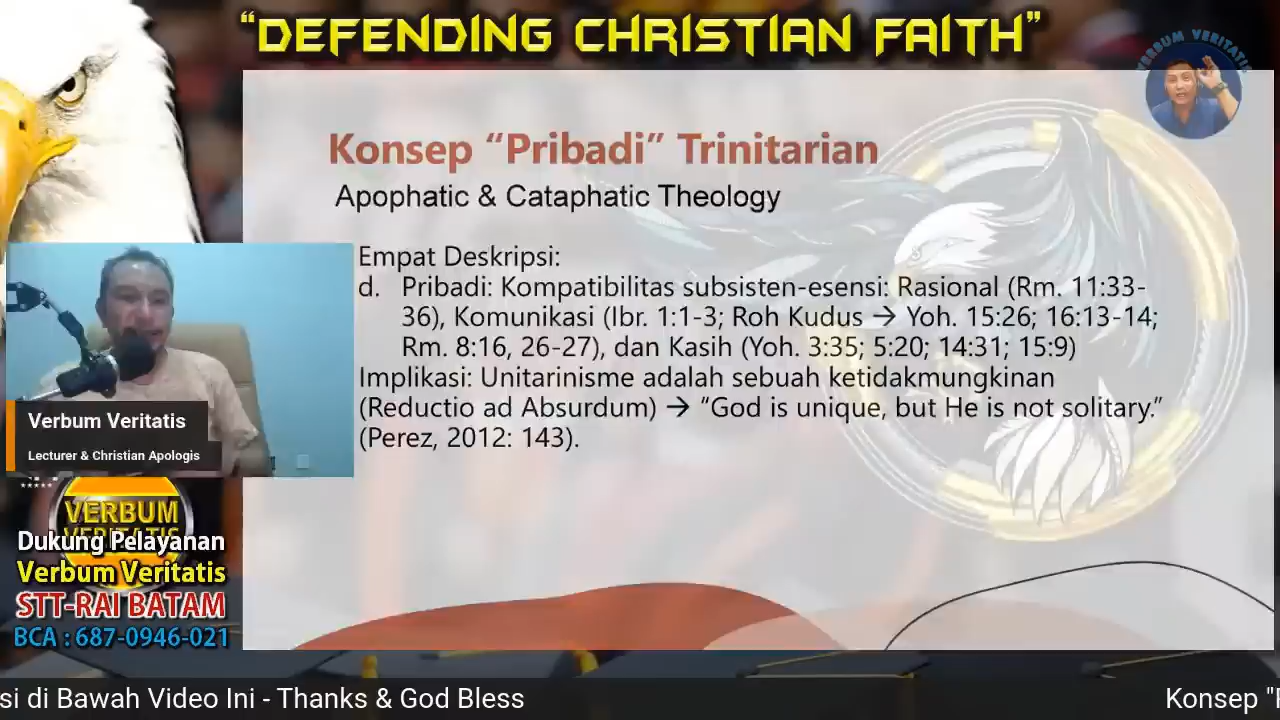 “DEFENDING CHRISTIAN FAITH”
VERBUM VERITATIS
Konsep “Pribadi” Trinitarian
Apophatic & Cataphatic Theology
Empat Deskripsi:
d. Pribadi: Kompatibilitas subsisten-esensi: Rasional (Rm. 11:33-
36), Komunikasi (Ibr. 1:1-3; Roh Kudus → Yoh. 15:26; 16:13-14;
Rm. 8:16, 26-27), dan Kasih (Yoh. 3:35; 5:20; 14:31; 15:9)
Implikasi: Unitarinisme adalah sebuah ketidakmungkinan
(Reductio ad Absurdum) → “God is unique, but He is not solitary.”
(Perez, 2012: 143).
Verbum Veritatis
Lecturer & Christian Apologis
VERBUM
VERITATIS
Dukung Pelayanan
Verbum Veritatis
STT-RAI BATAM
BCA : 687-0946-021
si di Bawah Video Ini - Thanks & God Bless
Konsep "